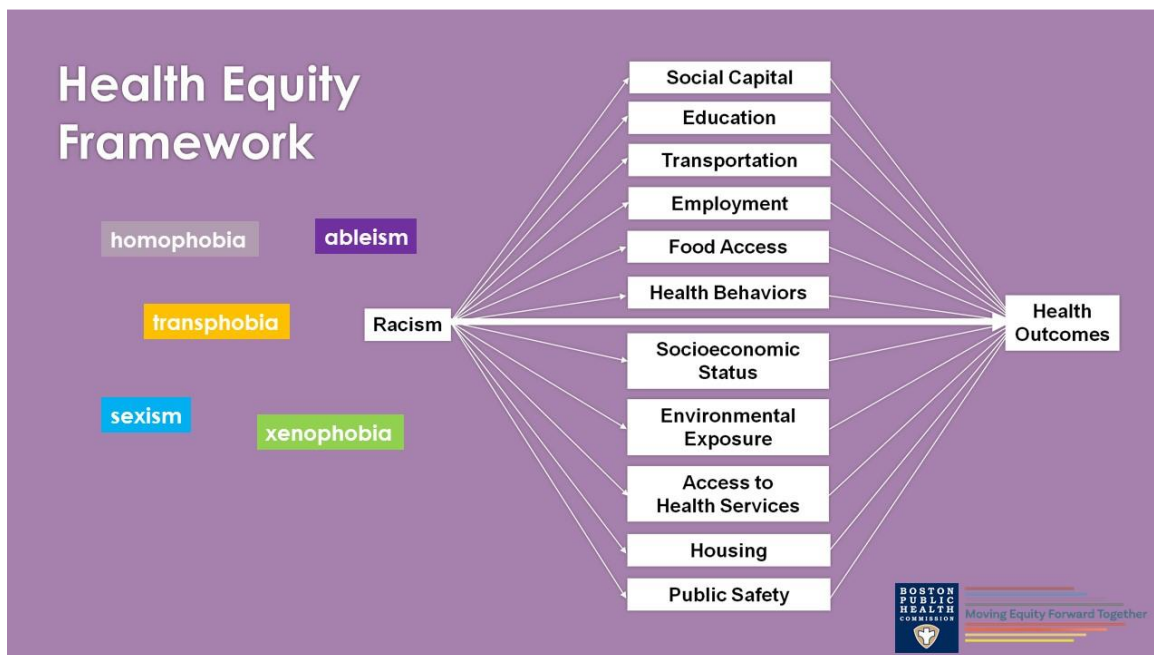 Health Equity
Framework
homophobia
ableism
transphobia
sexism
xenophobia
Racism
Social Capital
Education
Transportation
Employment
Food Access
Health Behaviors
Socioeconomic
Status
Environmental
Exposure
Access to
Health Services
Housing
Public Safety
Health
Outcomes
BOSTON
PUBLIC
HEALTH
COMMISSION
Moving Equity Forward Together